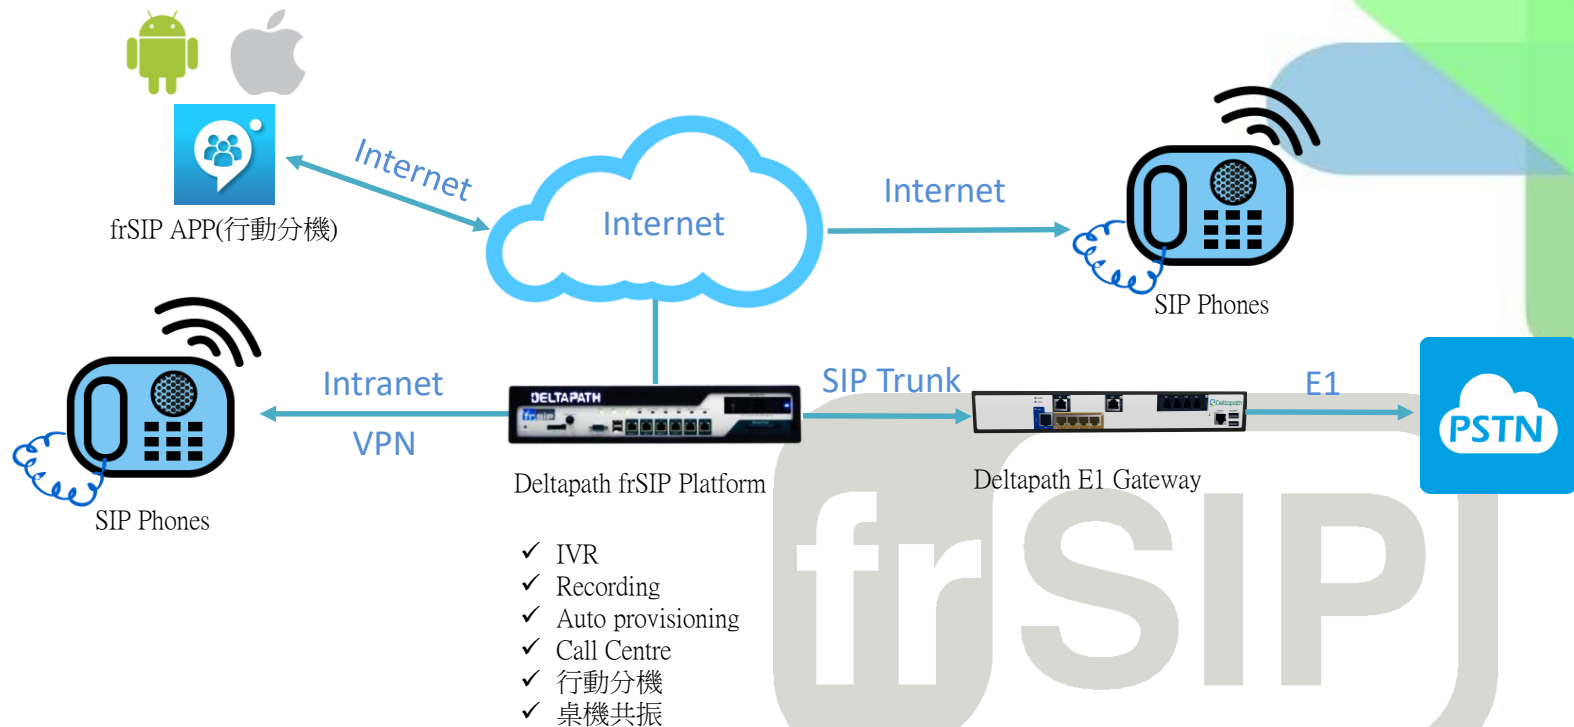 Internet
frSIP APP(行動分機)
Internet
Internet
SIP Phones
Intranet
VPN
SIP Phones
DELTAPATH
frSIP
Deltapath frSIP Platform
SIP Trunk
Deltapath
Deltapath E1 Gateway
E1
PSTN
✓ IVR
✓ Recording
✓ Auto provisioning
✓ Call Centre
✓ 行動分機
✓ 桌機共振
frSIP